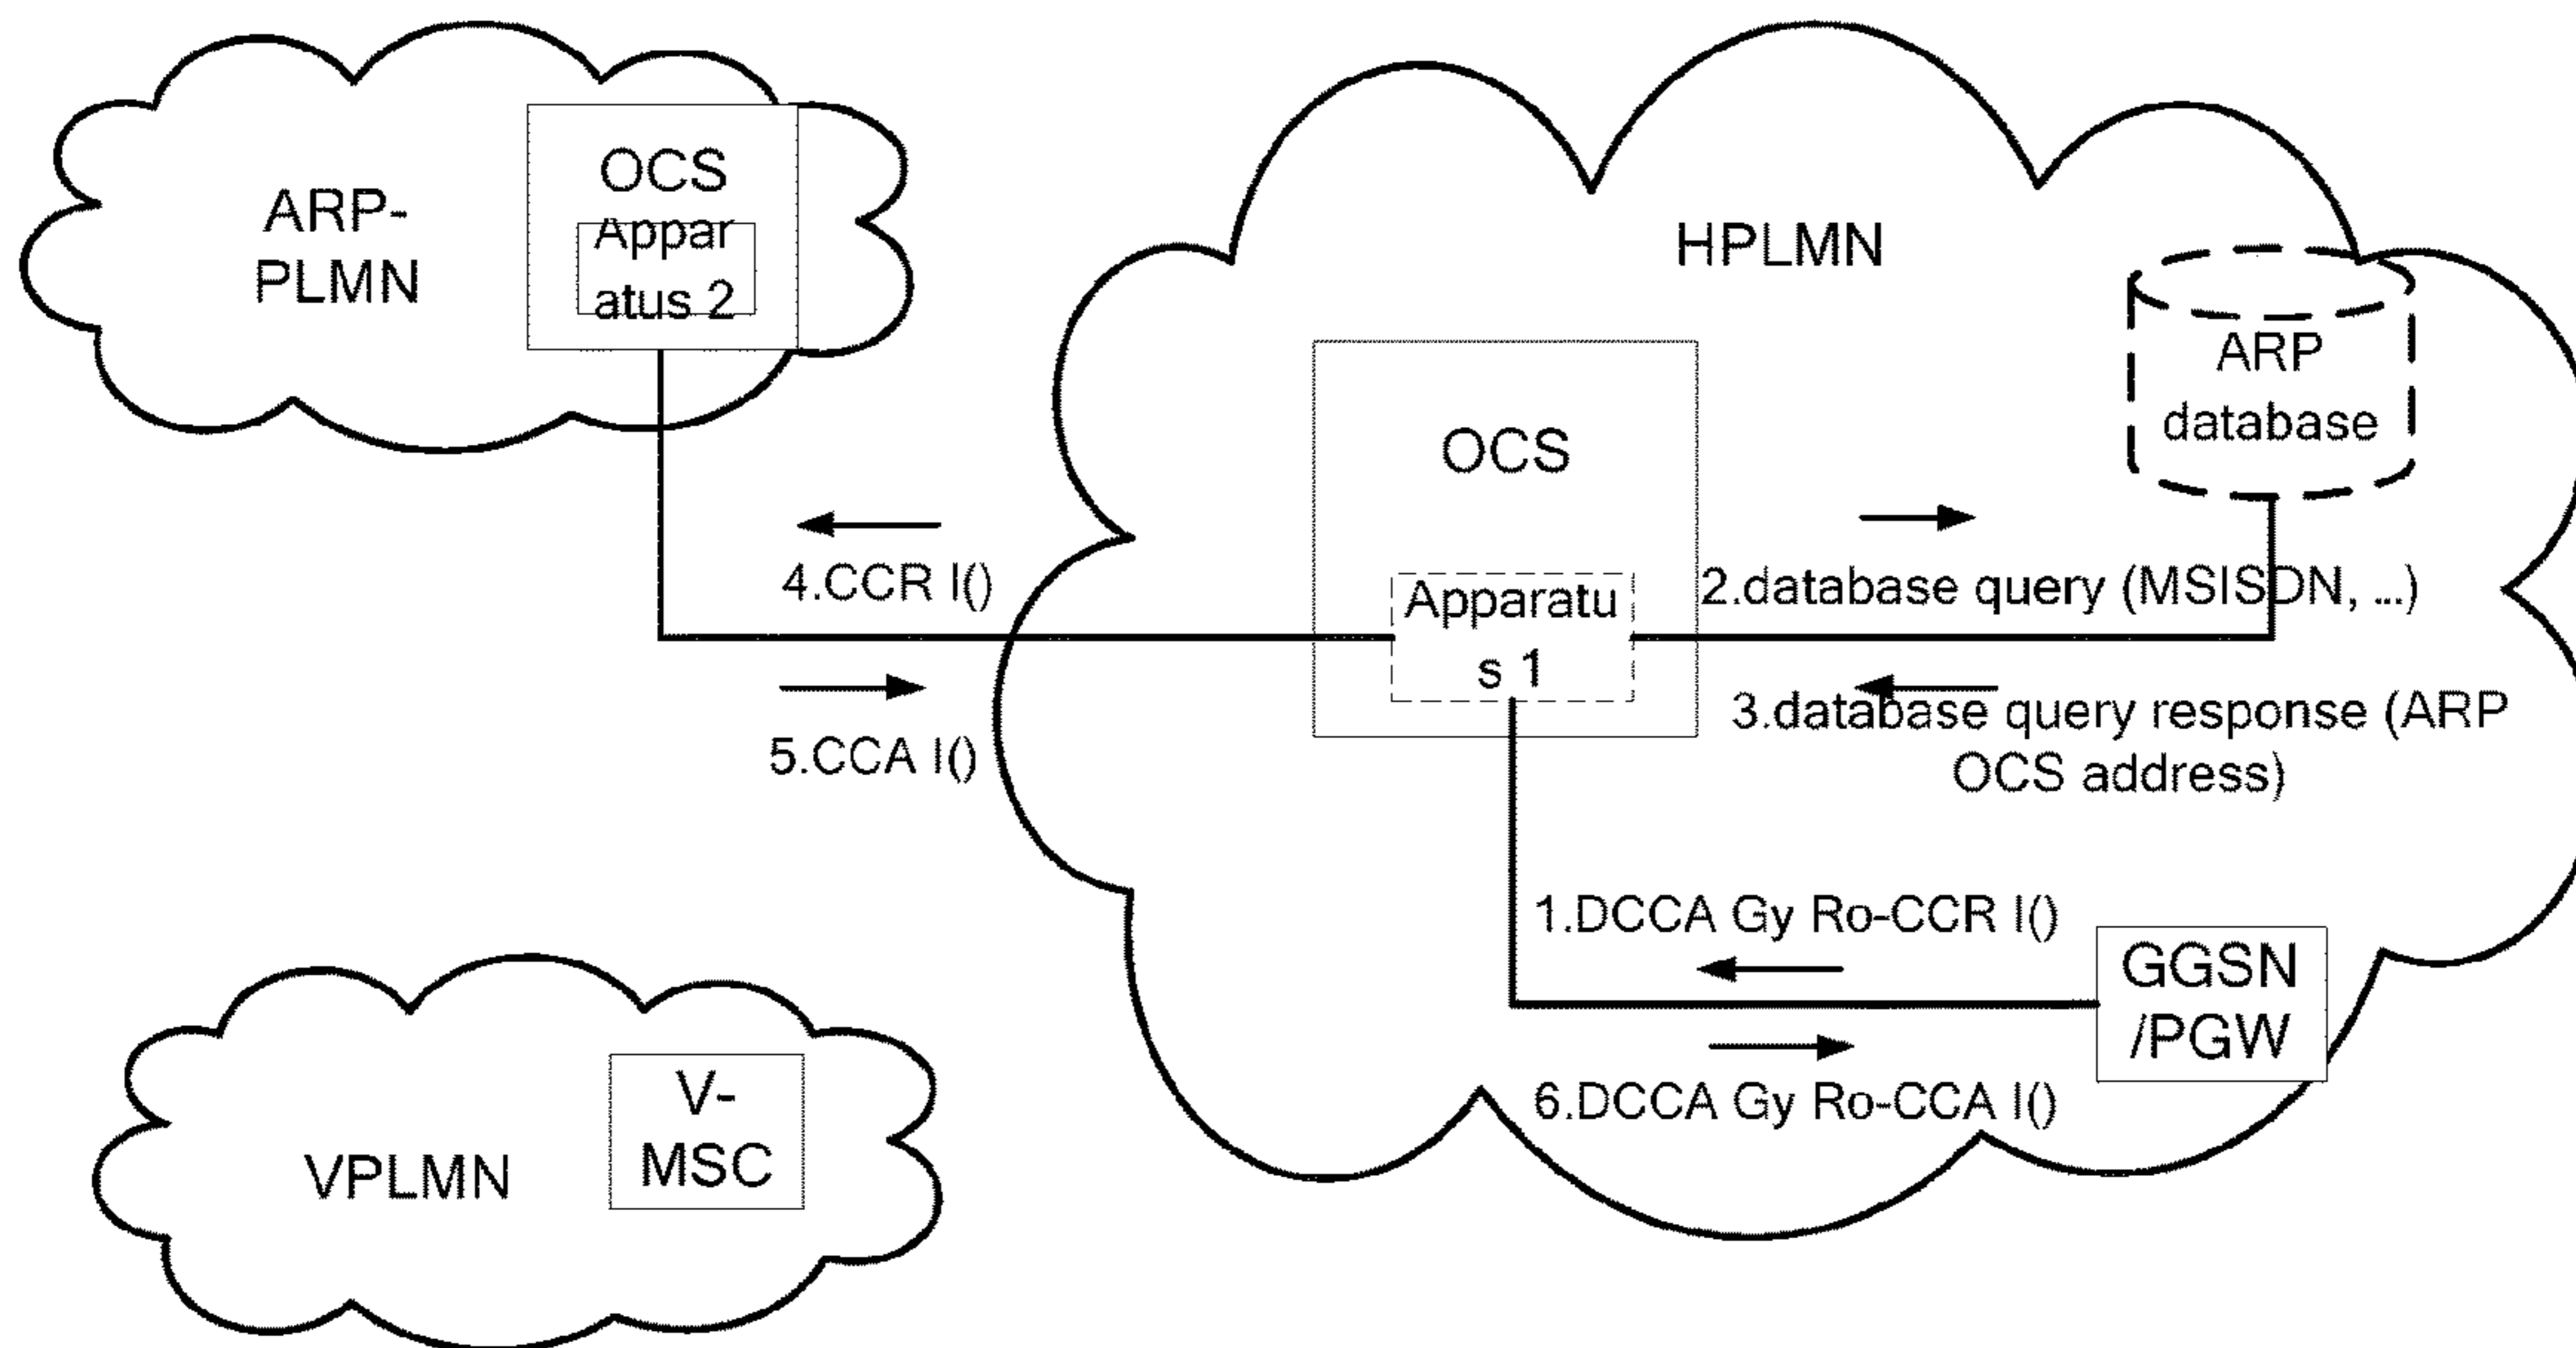 ARP-
PLMN
OCS
Appar
atus 2
HPLMN
ARP
database
OCS
Apparatu
s 1
4.CCR I()
5.CCA I()
2.database query (MSISDN, ...)
3.database query response (ARP
OCS address)
1.DCCA Gy Ro-CCR I()
6.DCCA Gy Ro-CCA I()
GGSN
/PGW
VPLMN
V-
MSC